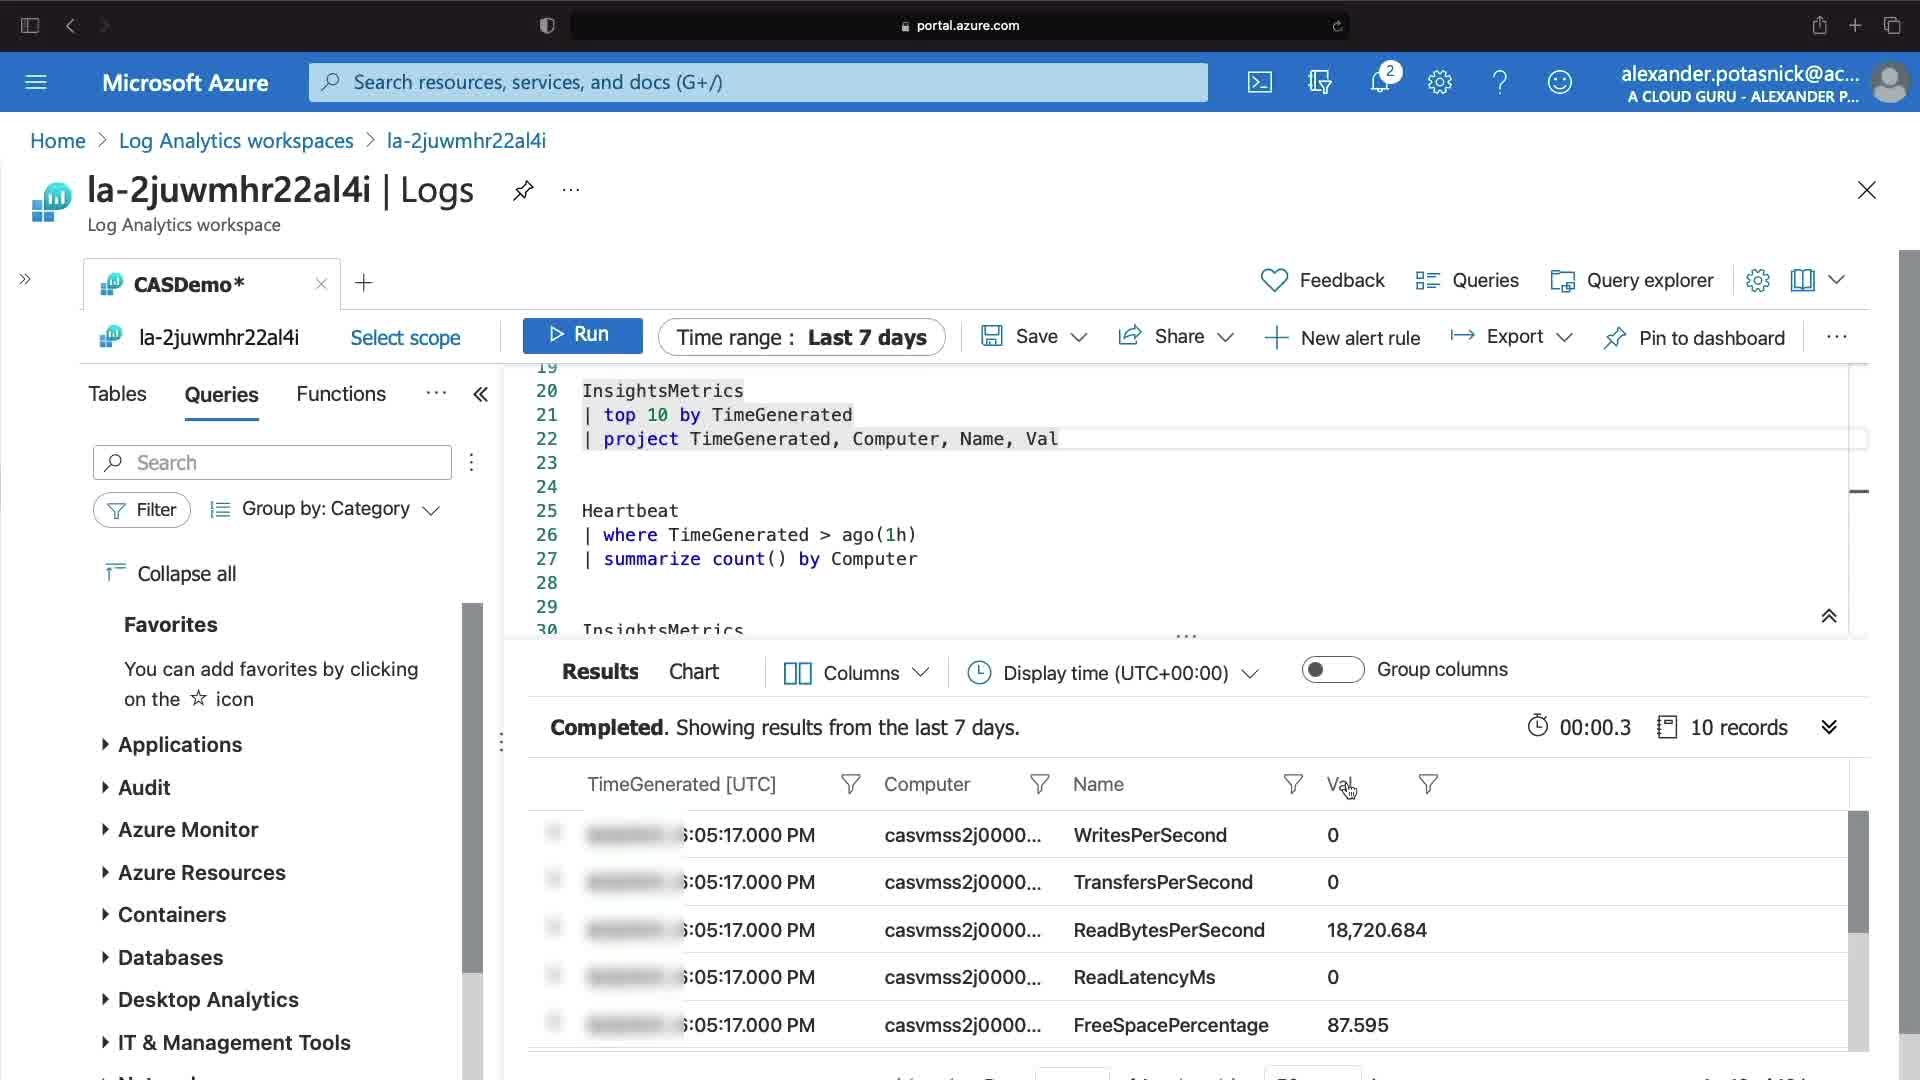 portal.azure.com
Microsoft Azure
Search resources, services, and docs (G+/)
2
alexander.potasnick@ac...
A CLOUD GURU - ALEXANDER P...
Home > Log Analytics workspaces > la-2juwmhr22al4i
la-2juwmhr22al4i | Logs
Log Analytics workspace
CASDemo*
Feedback
Queries
Query explorer
la-2juwmhr22al4i
Select scope
Run
Time range : Last 7 days
Save
Share
New alert rule
Export
Pin to dashboard
Tables
Queries
Functions
Search
Filter
Group by: Category
Collapse all
Favorites
You can add favorites by clicking
on the ☆ icon
Applications
Audit
Azure Monitor
Azure Resources
Containers
Databases
Desktop Analytics
IT & Management Tools
19
20 InsightsMetrics
21 | top 10 by TimeGenerated
22 | project TimeGenerated, Computer, Name, Val
23
24
25 Heartbeat
26 | where TimeGenerated > ago(1h)
27 | summarize count() by Computer
28
29
30 InsightsMetrics
Results
Chart
Columns
Display time (UTC+00:00)
Group columns
Completed. Showing results from the last 7 days.
00:00.3
10 records
TimeGenerated [UTC] Computer Name Val
:05:17.000 PM casvmss2j0000... WritesPerSecond 0
:05:17.000 PM casvmss2j0000... TransfersPerSecond 0
:05:17.000 PM casvmss2j0000... ReadBytesPerSecond 18,720.684
:05:17.000 PM casvmss2j0000... ReadLatencyMs 0
:05:17.000 PM casvmss2j0000... FreeSpacePercentage 87.595